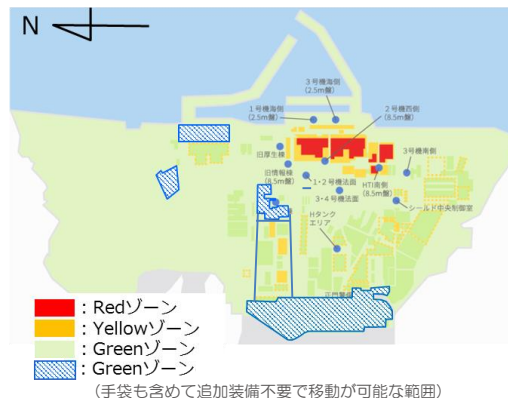 N
3号機海側
(2.5m盤)
1号機海側
(2.5m盤)
2号機西側
(8.5m盤)
旧厚生棟
3号機南側
旧情報棟
(8.5m盤)
1・2号機法面
HTI南側
(8.5m盤)
3・4号機法面
シールド中央制御室
Hタンク
エリア
：Redゾーン
：Yellowゾーン
：Greenゾーン
：Greenゾーン
(手袋も含めて追加装備不要で移動が可能な範囲)